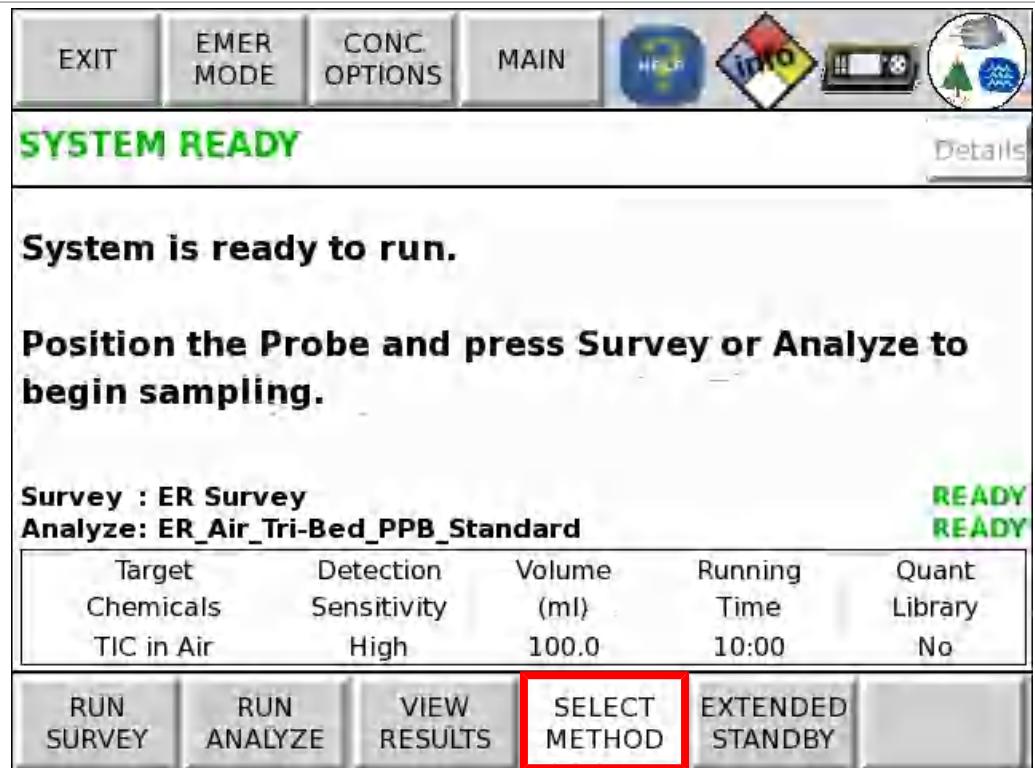 EXIT
EMER
MODE
CONC
OPTIONS
MAIN
HELP
info
SYSTEM READY
Details
System is ready to run.
Position the Probe and press Survey or Analyze to
begin sampling.
Survey : ER Survey READY
Analyze: ER_Air_Tri-Bed_PPB_Standard READY
Target Detection Volume Running Quant
Chemicals Sensitivity (ml) Time Library
TIC in Air High 100.0 10:00 No
RUN
SURVEY
RUN
ANALYZE
VIEW
RESULTS
SELECT
METHOD
EXTENDED
STANDBY